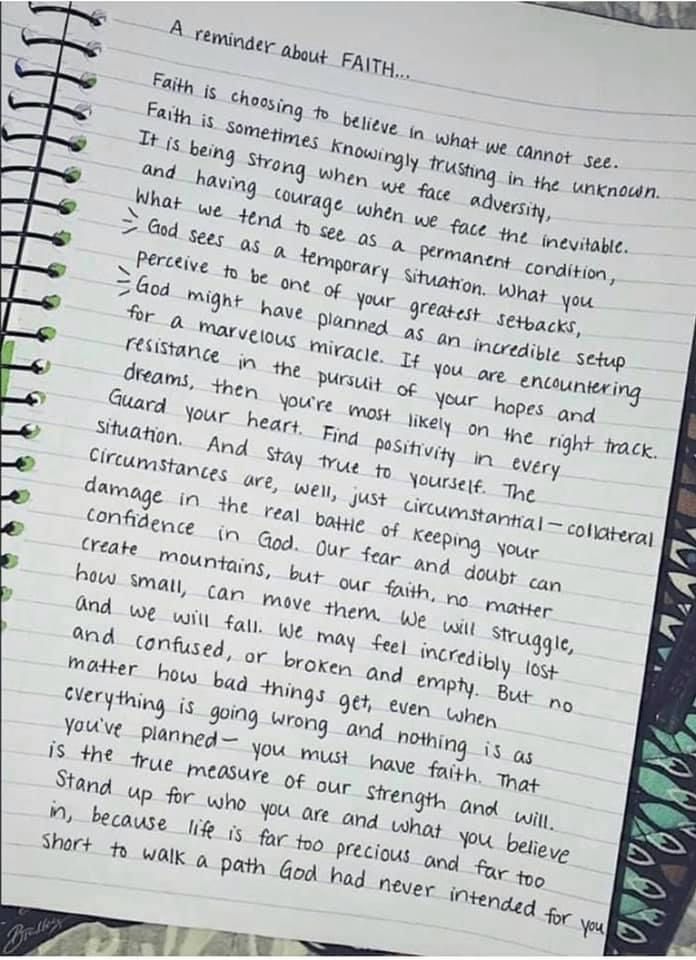 A reminder about FAITH...
Faith is choosing to believe in what we cannot see.
Faith is sometimes knowingly trusting in the unknown.
It is being strong when we face adversity,
and having courage when we face the inevitable.
What we tend to see as a permanent condition,
God sees as a temporary situation. What you
perceive to be one of your greatest setbacks,
God might have planned as an incredible setup
for a marvelous miracle. If you are encountering
resistance in the pursuit of your hopes and
dreams, then you're most likely on the right track.
Guard your heart. Find positivity in every
situation. And stay true to yourself. The
circumstances are, well, just circumstantial - collateral
damage in the real battle of keeping your
confidence in God. Our fear and doubt can
create mountains, but our faith, no matter
how small, can move them. We will struggle,
and we will fall. We may feel incredibly lost
and confused, or broken and empty. But no
matter how bad things get, even when
everything is going wrong and nothing is as
you've planned - you must have faith. That
is the true measure of our strength and will.
Stand up for who you are and what you believe
in, because life is far too precious and far too
short to walk a path God had never intended for you